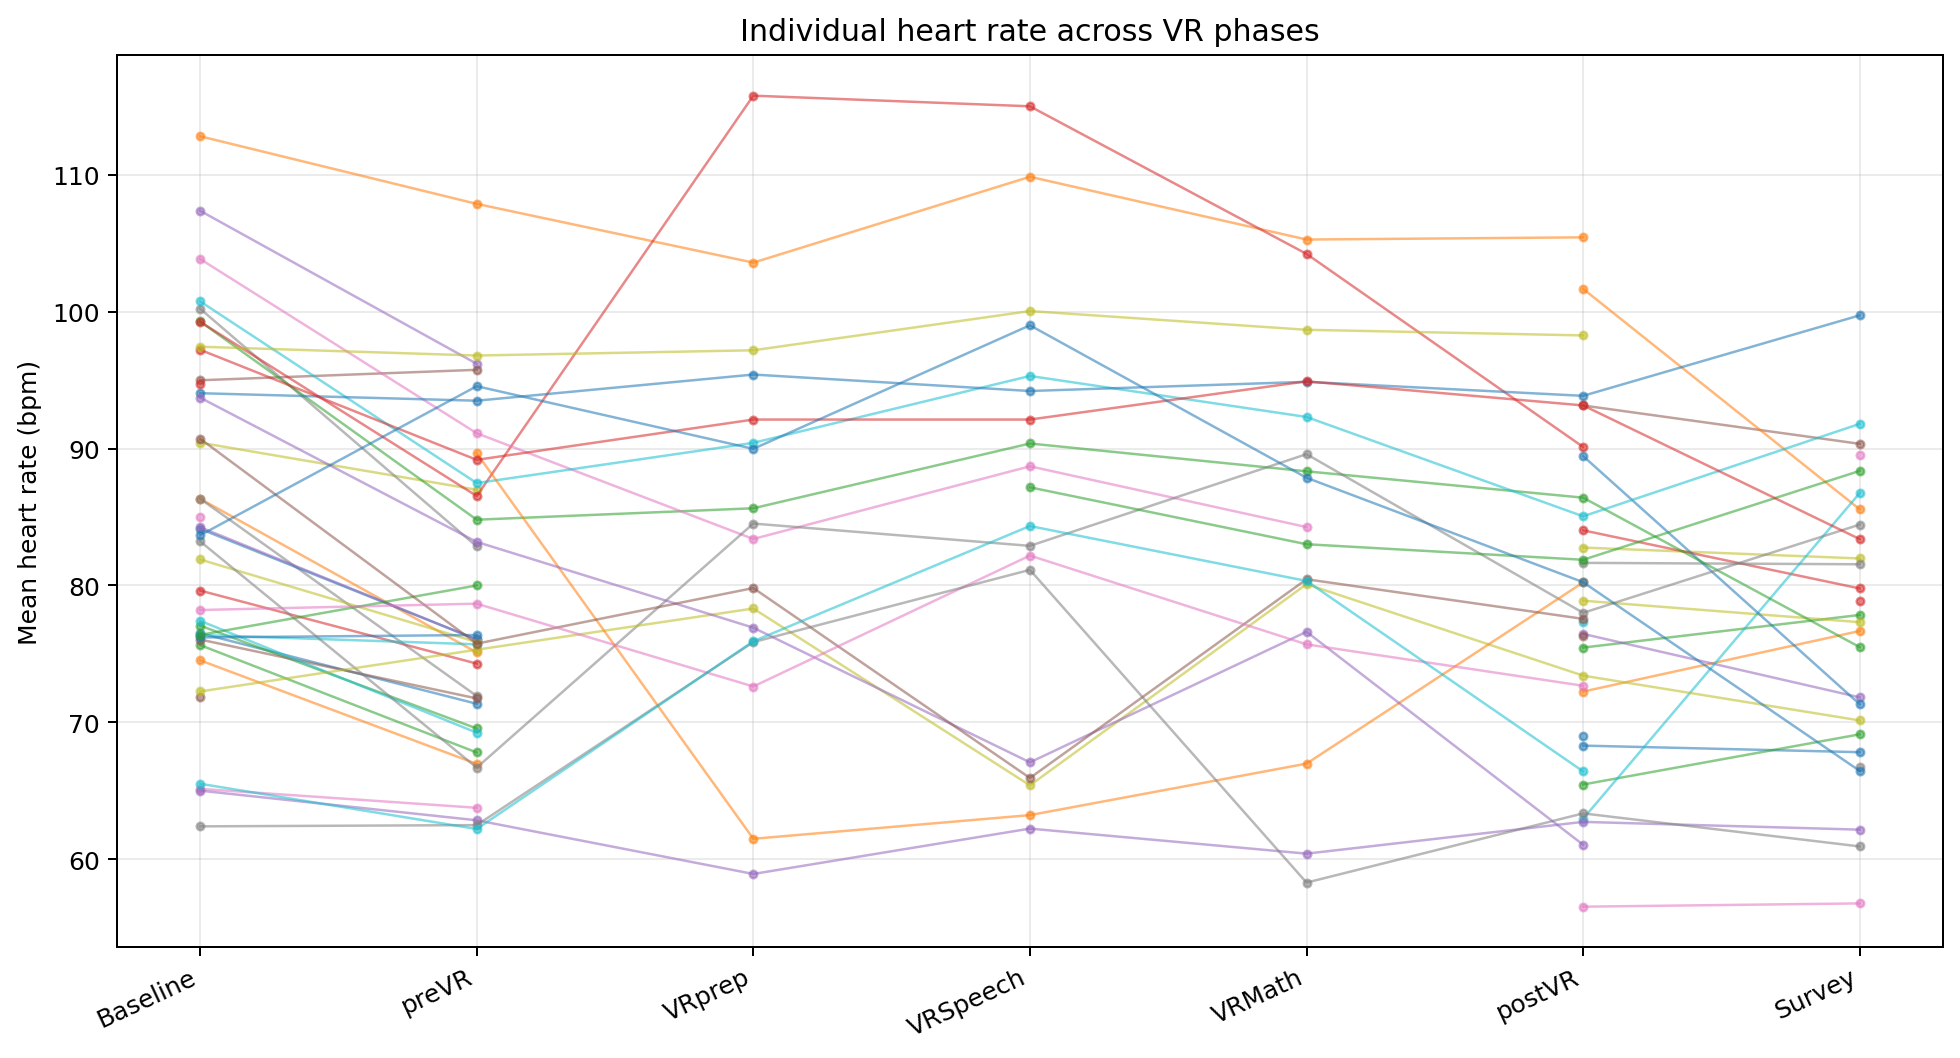 Individual heart rate across VR phases
Mean heart rate (bpm)
110
100
90
80
70
60
Baseline
preVR
VRprep
VRSpeech
VRMath
postVR
Survey